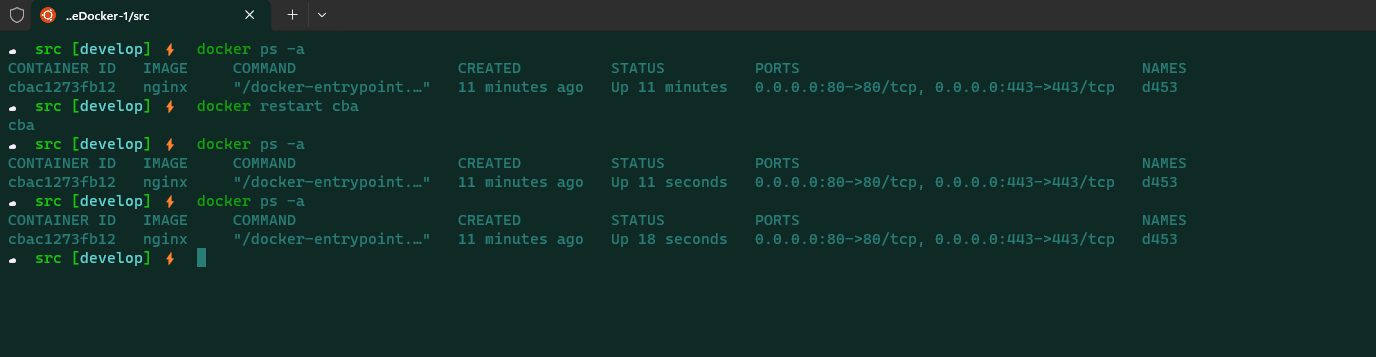 ..eDocker-1/src
src [develop] ⚡ docker ps -a
CONTAINER ID   IMAGE     COMMAND                  CREATED          STATUS          PORTS                                      NAMES
cbac1273fb12   nginx     "/docker-entrypoint.…"   11 minutes ago   Up 11 minutes   0.0.0.0:80->80/tcp, 0.0.0.0:443->443/tcp   d453
src [develop] ⚡ docker restart cba
cba
src [develop] ⚡ docker ps -a
CONTAINER ID   IMAGE     COMMAND                  CREATED          STATUS          PORTS                                      NAMES
cbac1273fb12   nginx     "/docker-entrypoint.…"   11 minutes ago   Up 11 seconds   0.0.0.0:80->80/tcp, 0.0.0.0:443->443/tcp   d453
src [develop] ⚡ docker ps -a
CONTAINER ID   IMAGE     COMMAND                  CREATED          STATUS          PORTS                                      NAMES
cbac1273fb12   nginx     "/docker-entrypoint.…"   11 minutes ago   Up 18 seconds   0.0.0.0:80->80/tcp, 0.0.0.0:443->443/tcp   d453
src [develop] ⚡